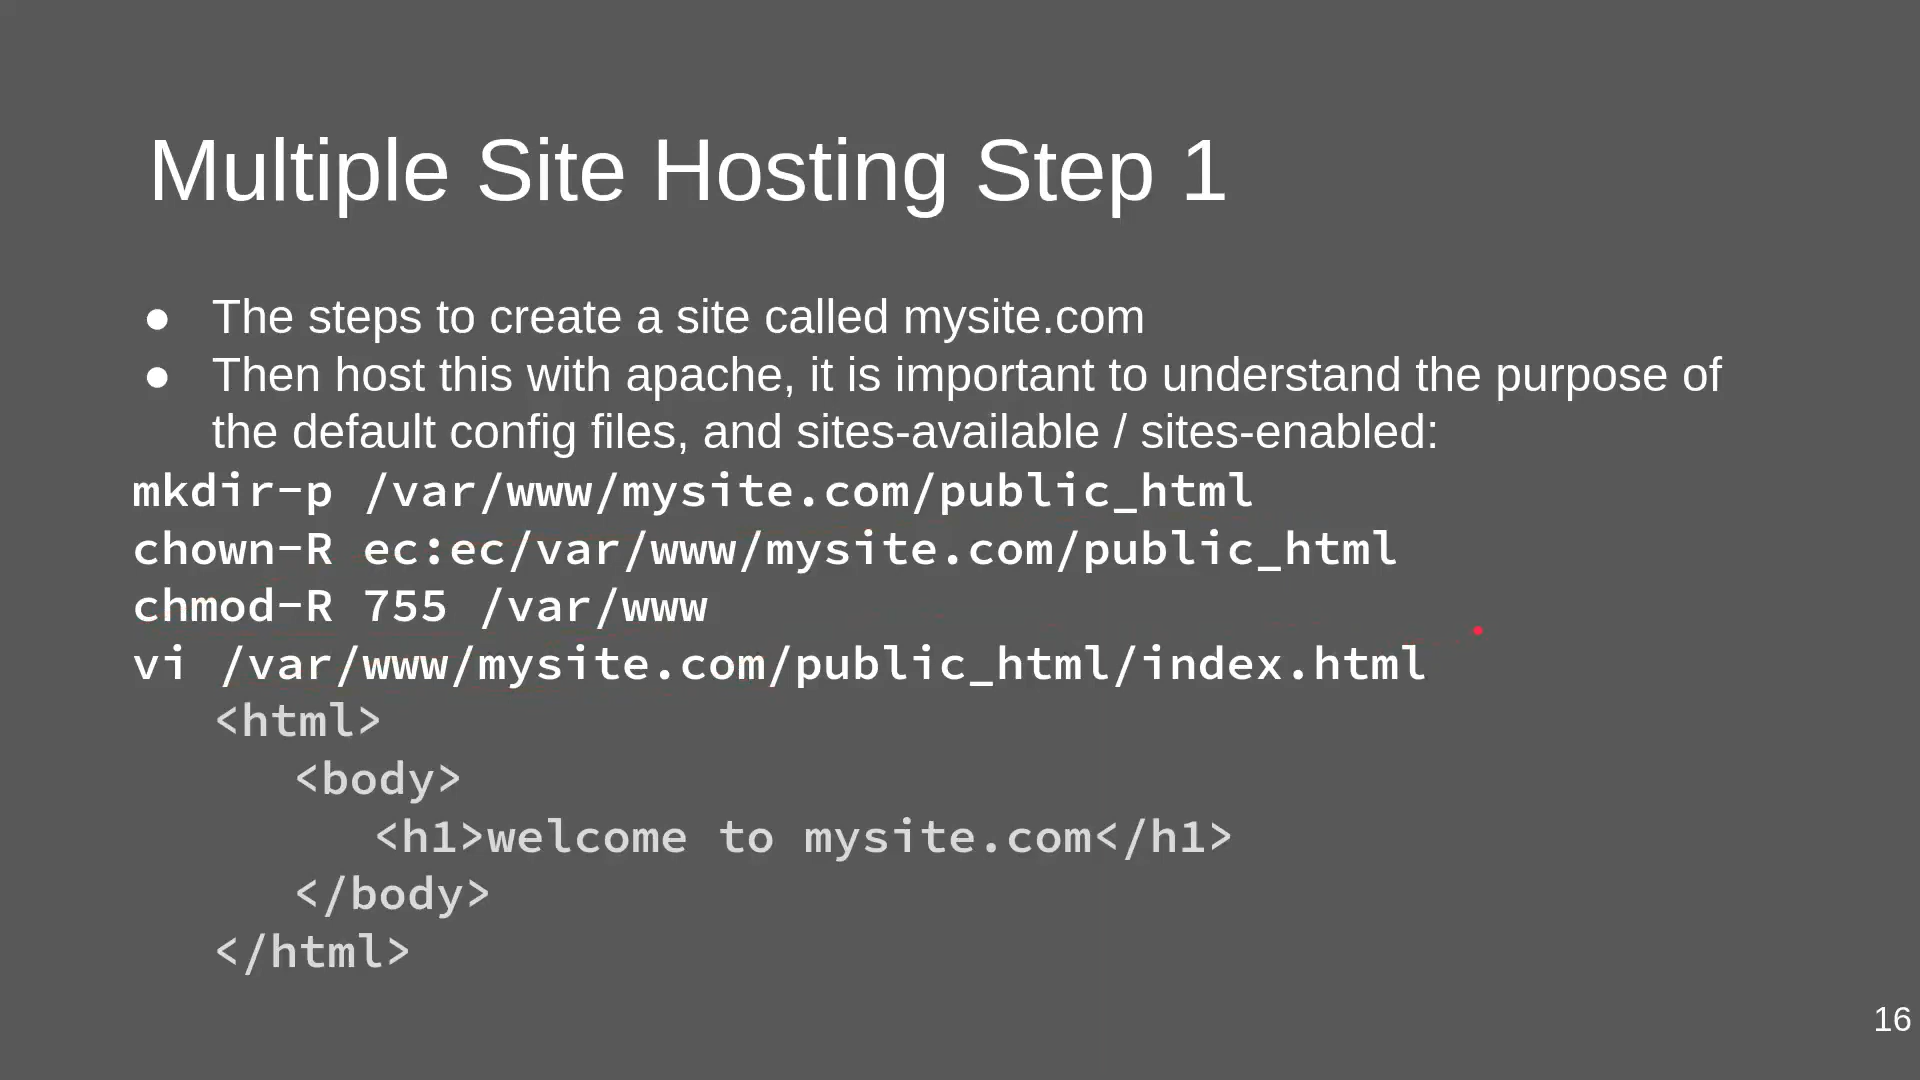 Multiple Site Hosting Step 1
● The steps to create a site called mysite.com
● Then host this with apache, it is important to understand the purpose of
the default config files, and sites-available / sites-enabled:
mkdir-p /var/www/mysite.com/public_html
chown-R ec:ec/var/www/mysite.com/public_html
chmod-R 755 /var/www
vi /var/www/mysite.com/public_html/index.html
<html>
<body>
<h1>welcome to mysite.com</h1>
</body>
</html>
16